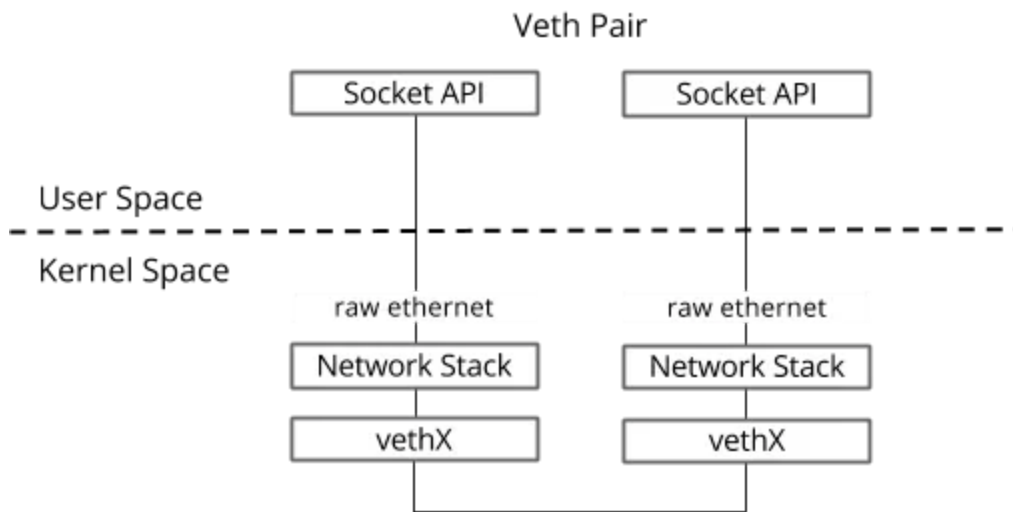 Veth Pair
Socket API
Socket API
User Space
Kernel Space
raw ethernet
raw ethernet
Network Stack
Network Stack
vethX
vethX